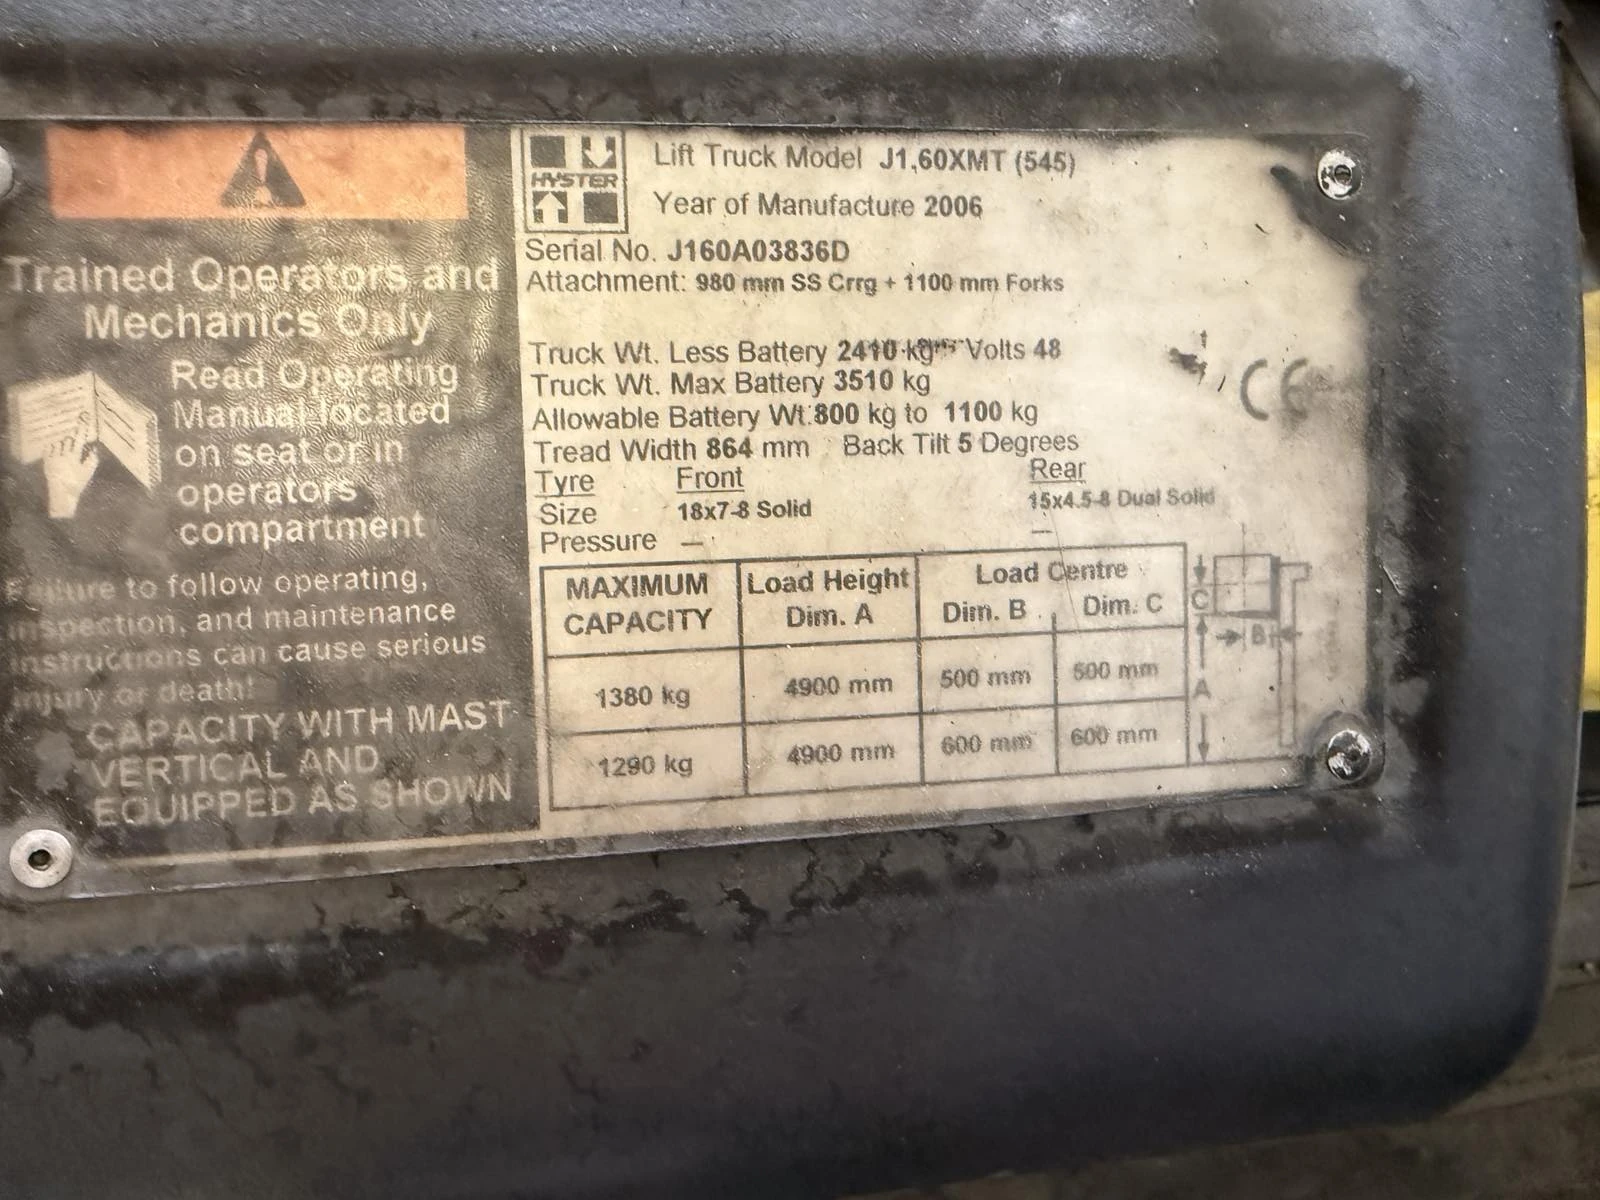 Trained Operators and
Mechanics Only
Read Operating
Manual located
on seat or in
operators
compartment
Failure to follow operating,
inspection, and maintenance
instructions can cause serious
injury or death!
CAPACITY WITH MAST
VERTICAL AND
EQUIPPED AS SHOWN
HYSTER
Lift Truck Model J1,60XMT (545)
Year of Manufacture 2006
Serial No. J160A03836D
Attachment: 980 mm SS Crrg + 1100 mm Forks
Truck Wt. Less Battery 2410 kg Volts 48
Truck Wt. Max Battery 3510 kg
Allowable Battery Wt.800 kg to 1100 kg
Tread Width 864 mm Back Tilt 5 Degrees
Tyre Front Rear
Size 18x7-8 Solid 15x4.5-8 Dual Solid
Pressure — —
MAXIMUM CAPACITY Load Height Dim. A Load Centre Dim. B Dim. C
1380 kg 4900 mm 500 mm 500 mm
1290 kg 4900 mm 600 mm 600 mm
C
B
A
CE